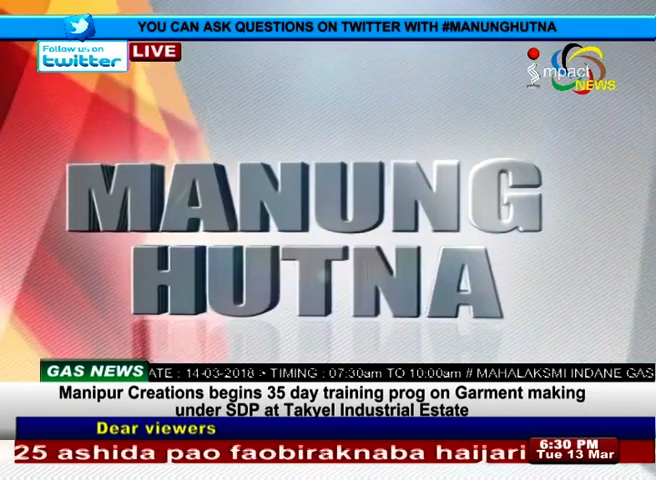 YOU CAN ASK QUESTIONS ON TWITTER WITH #MANUNGHUTNA
Follow us on
twitter
LIVE
impact
NEWS
MANUNG
HUTNA
GAS NEWS
ATE : 14-03-2018 > TIMING : 07:30am TO 10:00am # MAHALAKSMI INDANE GAS
Manipur Creations begins 35 day training prog on Garment making
under SDP at Takyel Industrial Estate
Dear viewers
25 ashida pao faobiraknaba haijari
6:30 PM
Tue 13 Mar